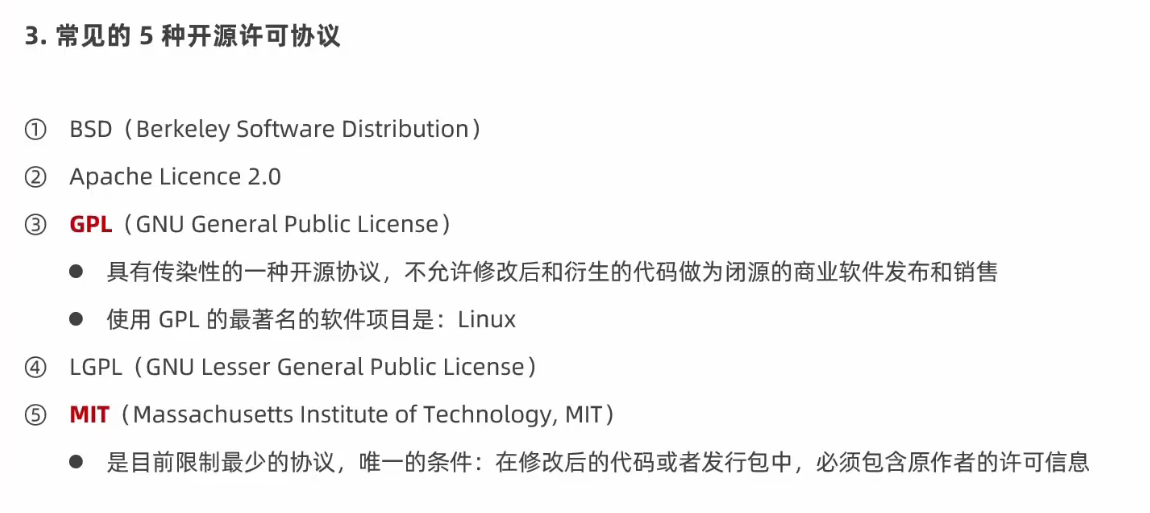 3. 常见的 5 种开源许可协议
① BSD（Berkeley Software Distribution）
② Apache Licence 2.0
③ GPL（GNU General Public License）
● 具有传染性的一种开源协议，不允许修改后和衍生的代码做为闭源的商业软件发布和销售
● 使用 GPL 的最著名的软件项目是：Linux
④ LGPL（GNU Lesser General Public License）
⑤ MIT（Massachusetts Institute of Technology, MIT）
● 是目前限制最少的协议，唯一的条件：在修改后的代码或者发行包中，必须包含原作者的许可信息